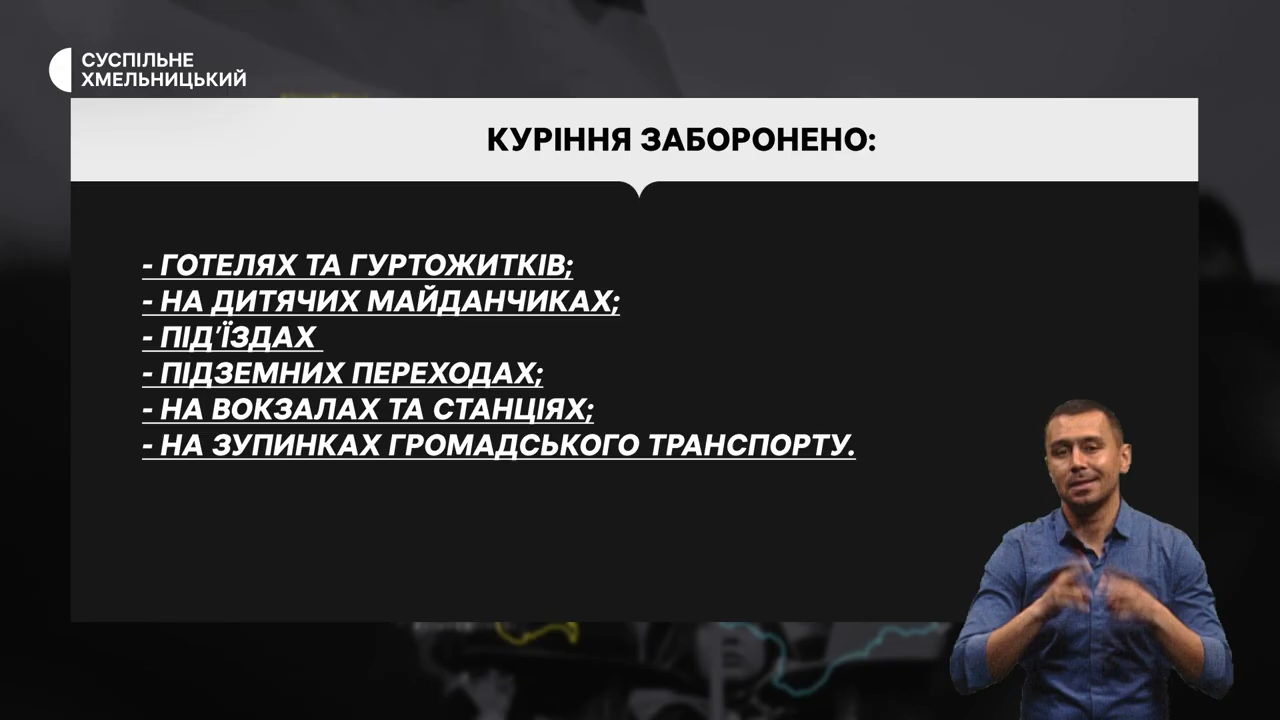 СУСПІЛЬНЕ
ХМЕЛЬНИЦЬКИЙ
КУРІННЯ ЗАБОРОНЕНО:
- ГОТЕЛЯХ ТА ГУРТОЖИТКІВ;
- НА ДИТЯЧИХ МАЙДАНЧИКАХ;
- ПІД’ЇЗДАХ
- ПІДЗЕМНИХ ПЕРЕХОДАХ;
- НА ВОКЗАЛАХ ТА СТАНЦІЯХ;
- НА ЗУПИНКАХ ГРОМАДСЬКОГО ТРАНСПОРТУ.